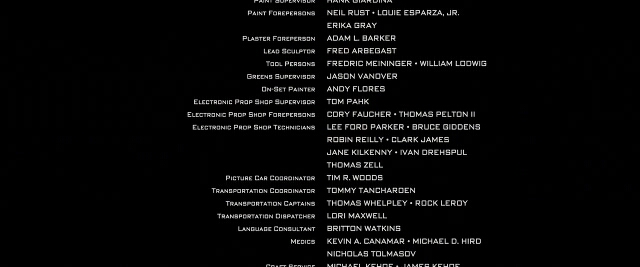 Paint Supervisor HANK GIARDINA
Paint Forepersons NEIL RUST • LOUIE ESPARZA, JR.
ERIKA GRAY
Plaster Foreperson ADAM L. BARKER
Lead Sculptor FRED ARBEGAST
Tool Persons FREDRIC MEININGER • WILLIAM LODWIG
Greens Supervisor JASON VANOVER
On-Set Painter ANDY FLORES
Electronic Prop Shop Supervisor TOM PAHK
Electronic Prop Shop Forepersons CORY FAUCHER • THOMAS PELTON II
Electronic Prop Shop Technicians LEE FORD PARKER • BRUCE GIDDENS
ROBIN REILLY • CLARK JAMES
JANE KILKENNY • IVAN OREHSPUL
THOMAS ZELL
Picture Car Coordinator TIM R. WOODS
Transportation Coordinator TOMMY TANCHAROEN
Transportation Captains THOMAS WHELPLEY • ROCK LEROY
Transportation Dispatcher LORI MAXWELL
Language Consultant BRITTON WATKINS
Medics KEVIN A. CANAMAR • MICHAEL D. HIRD
NICHOLAS TOLMASOV
Craft Service MICHAEL KEHOE • JAMES KEHOE